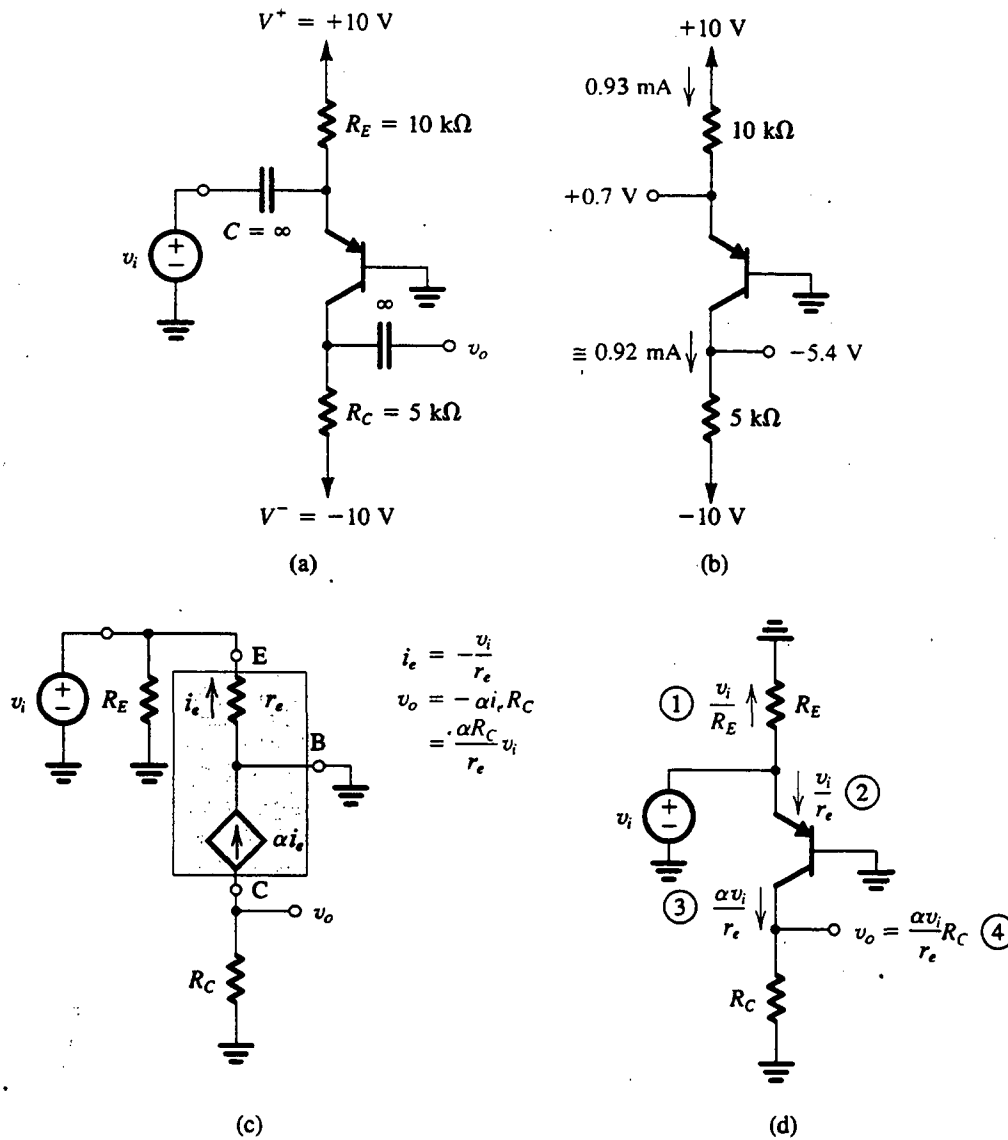 V⁺ = +10 V
R_E = 10 kΩ
C = ∞
v_i
+
−
∞
v_o
R_C = 5 kΩ
V⁻ = −10 V
(a)
+10 V
0.93 mA
10 kΩ
+0.7 V
≅ 0.92 mA
−5.4 V
5 kΩ
−10 V
(b)
E
v_i
+
−
R_E
i_e
r_e
B
αi_e
C
v_o
R_C
i_e = −v_i/r_e
v_o = −αi_e R_C
= αR_C/r_e v_i
(c)
① v_i/R_E
R_E
v_i/r_e ②
v_i
+
−
③ αv_i/r_e
v_o = αv_i/r_e R_C ④
R_C
(d)